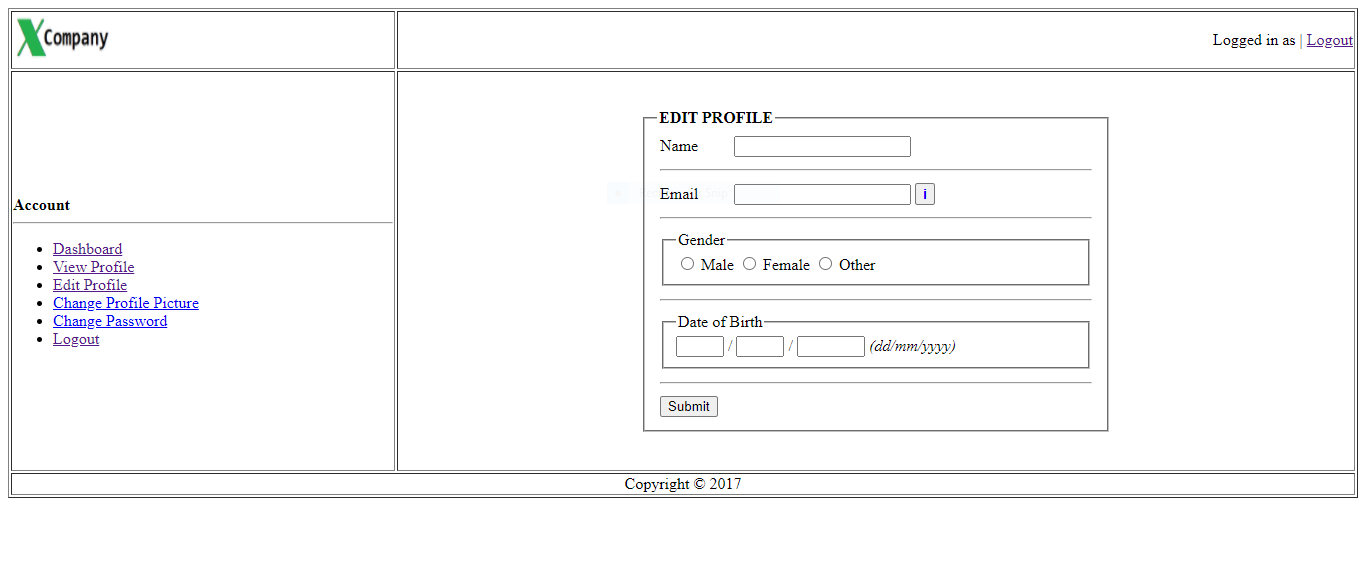 XCompany
Logged in as | Logout
Account
Dashboard
View Profile
Edit Profile
Change Profile Picture
Change Password
Logout
EDIT PROFILE
Name
Email i
Gender
Male Female Other
Date of Birth
/ / (dd/mm/yyyy)
Submit
Copyright © 2017